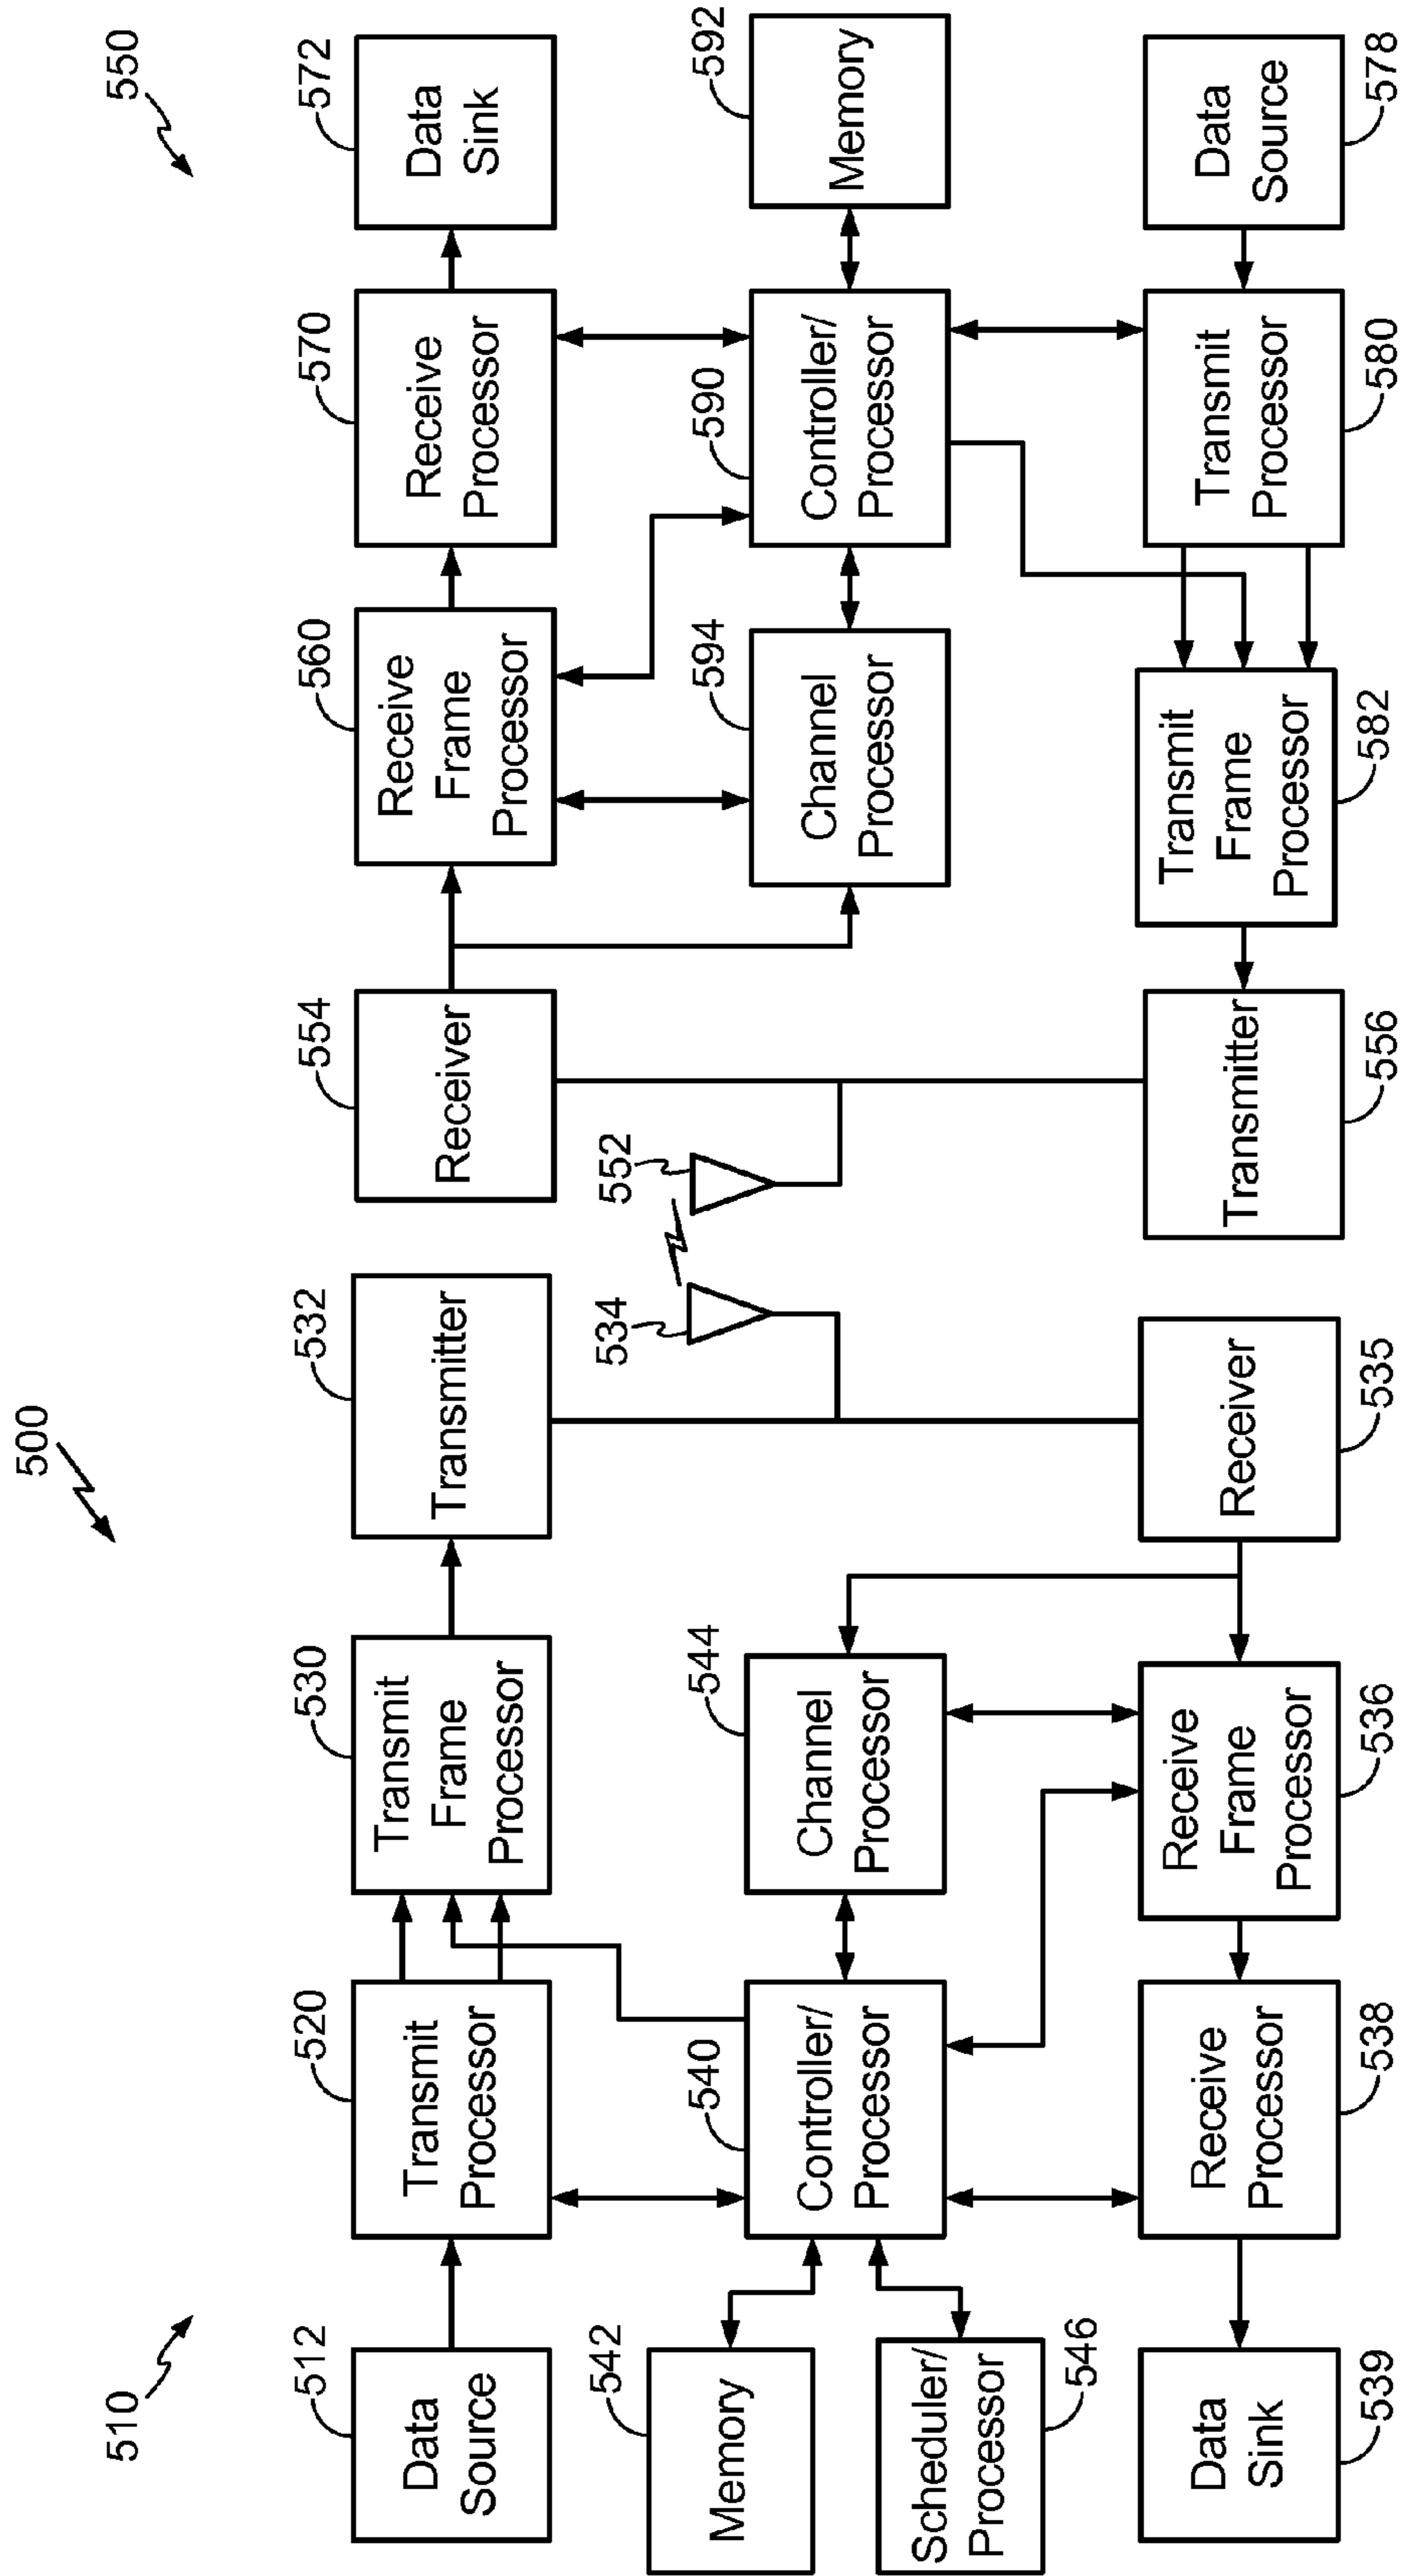 500
510
550
512
Data
Source
520
Transmit
Processor
530
Transmit
Frame
Processor
532
Transmitter
554
Receiver
560
Receive
Frame
Processor
570
Receive
Processor
572
Data
Sink
542
Memory
546
Scheduler/
Processor
540
Controller/
Processor
544
Channel
Processor
534
552
594
Channel
Processor
590
Controller/
Processor
592
Memory
Data
Sink
539
Receive
Processor
538
Receive
Frame
Processor
536
Receiver
535
Transmitter
556
Transmit
Frame
Processor
582
Transmit
Processor
580
Data
Source
578